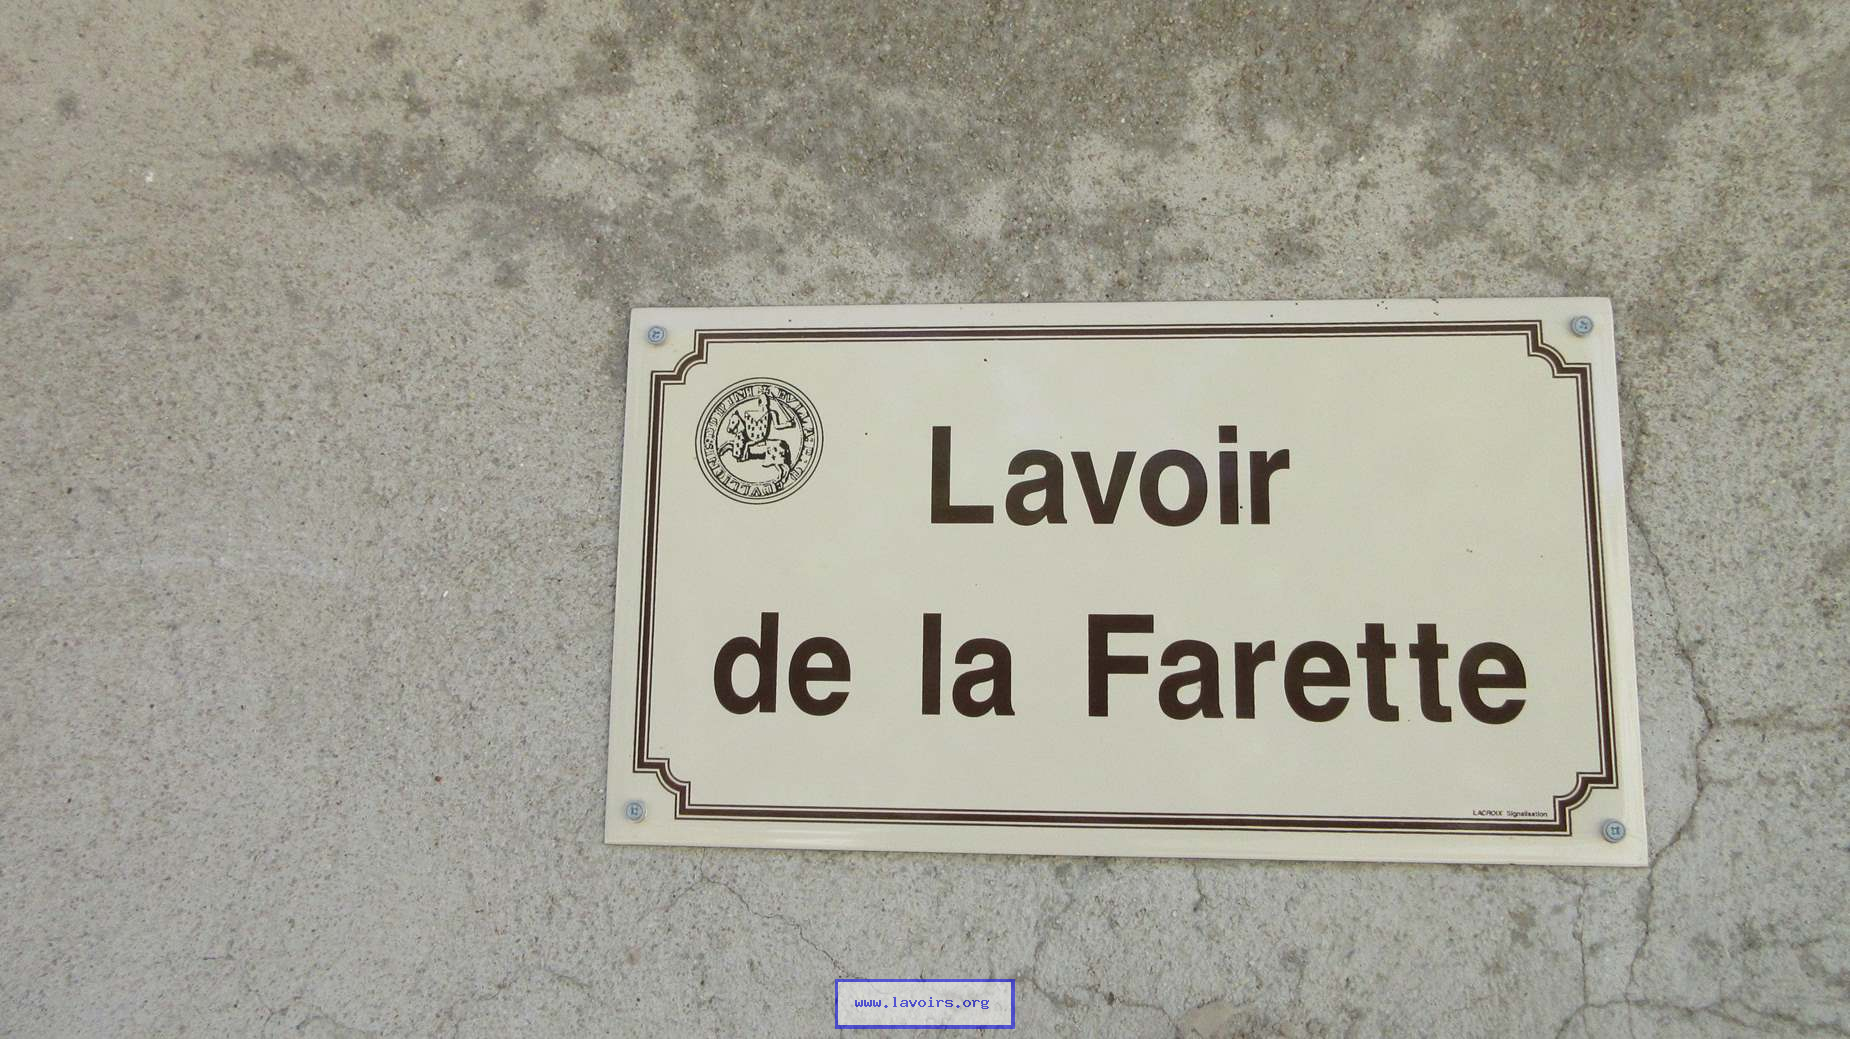 Lavoir
de la Farette
LACROIX Signalisation
www.lavoirs.org